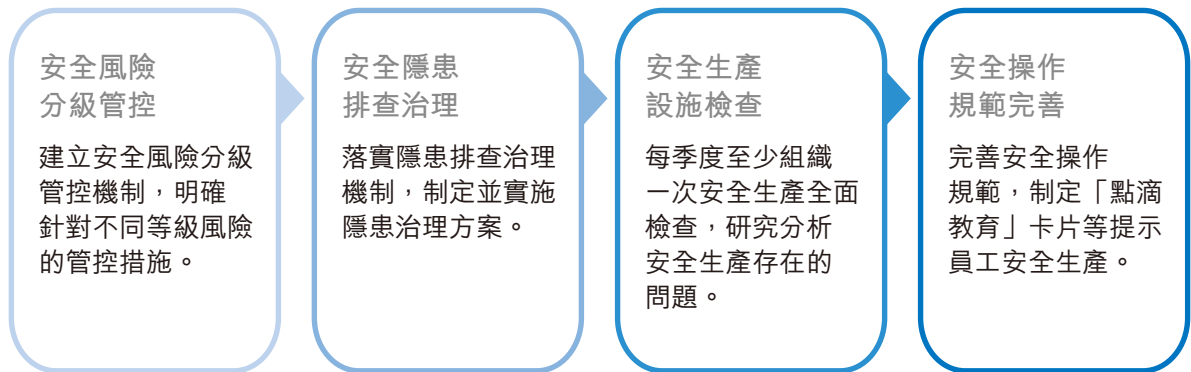 安全風險
分級管控
建立安全風險分級
管控機制，明確
針對不同等級風險
的管控措施。
安全隱患
排查治理
落實隱患排查治理
機制，制定並實施
隱患治理方案。
安全生產
設施檢查
每季度至少組織
一次安全生產全面
檢查，研究分析
安全生產存在的
問題。
安全操作
規範完善
完善安全操作
規範，制定「點滴
教育」卡片等提示
員工安全生產。